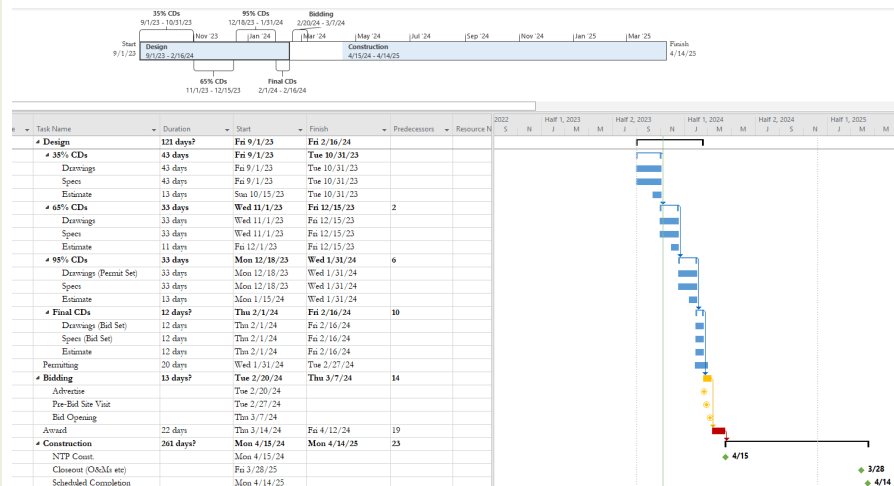 35% CDs
9/1/23 - 10/31/23
95% CDs
12/18/23 - 1/31/24
Bidding
2/20/24 - 3/7/24
Nov '23 Jan '24 Mar '24 May '24 Jul '24 Sep '24 Nov '24 Jan '25 Mar '25
Start
9/1/23
Design
9/1/23 - 2/16/24
Construction
4/15/24 - 4/14/25
Finish
4/14/25
65% CDs
11/1/23 - 12/15/23
Final CDs
2/1/24 - 2/16/24
2022 Half 1, 2023 Half 2, 2023 Half 1, 2024 Half 2, 2024 Half 1, 2025
e Task Name Duration Start Finish Predecessors Resource N S N J M M J S N J M M J S N J M M
Design 121 days? Fri 9/1/23 Fri 2/16/24
35% CDs 43 days Fri 9/1/23 Tue 10/31/23
Drawings 43 days Fri 9/1/23 Tue 10/31/23
Specs 43 days Fri 9/1/23 Tue 10/31/23
Estimate 13 days Sun 10/15/23 Tue 10/31/23
65% CDs 33 days Wed 11/1/23 Fri 12/15/23 2
Drawings 33 days Wed 11/1/23 Fri 12/15/23
Specs 33 days Wed 11/1/23 Fri 12/15/23
Estimate 11 days Fri 12/1/23 Fri 12/15/23
95% CDs 33 days Mon 12/18/23 Wed 1/31/24 6
Drawings (Permit Set) 33 days Mon 12/18/23 Wed 1/31/24
Specs 33 days Mon 12/18/23 Wed 1/31/24
Estimate 13 days Mon 1/15/24 Wed 1/31/24
Final CDs 12 days? Thu 2/1/24 Fri 2/16/24 10
Drawings (Bid Set) 12 days Thu 2/1/24 Fri 2/16/24
Specs (Bid Set) 12 days Thu 2/1/24 Fri 2/16/24
Estimate 12 days Thu 2/1/24 Fri 2/16/24
Permitting 20 days Wed 1/31/24 Tue 2/27/24
Bidding 13 days? Tue 2/20/24 Thu 3/7/24 14
Advertise Tue 2/20/24
Pre-Bid Site Visit Tue 2/27/24
Bid Opening Thu 3/7/24
Award 22 days Thu 3/14/24 Fri 4/12/24 19
Construction 261 days? Mon 4/15/24 Mon 4/14/25 23
NTP Const. Mon 4/15/24 4/15
Closeout (O&Ms etc) Fri 3/28/25 3/28
Scheduled Completion Mon 4/14/25 4/14